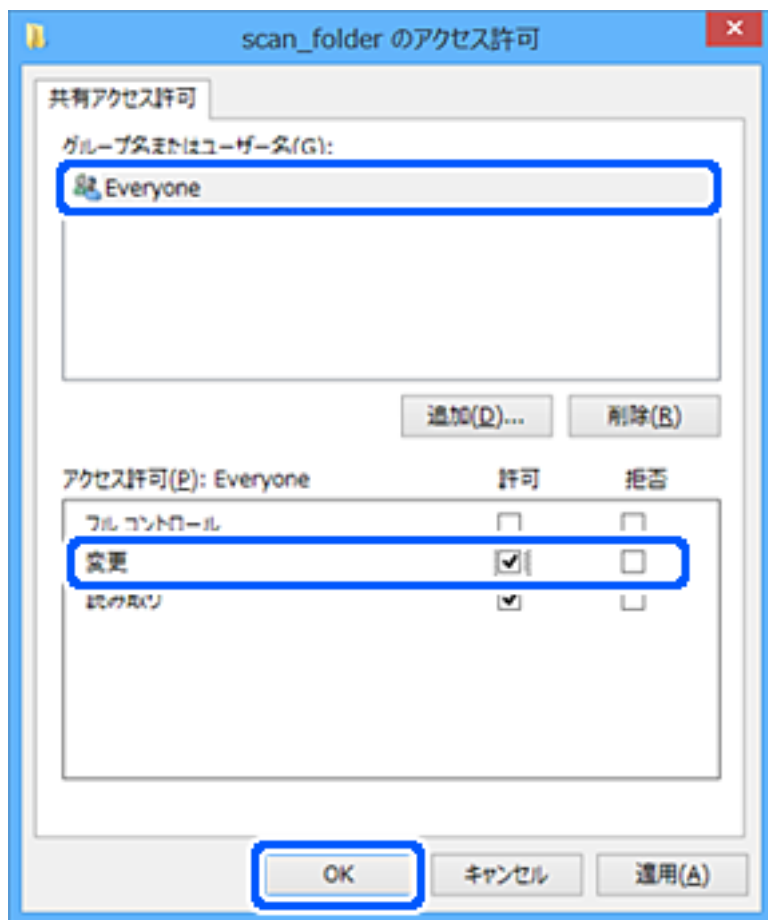 scan_folder のアクセス許可
共有アクセス許可
グループ名またはユーザー名(G):
Everyone
追加(D)... 削除(R)
アクセス許可(P): Everyone 許可 拒否
フル コントロール
変更
読み取り
OK キャンセル 適用(A)